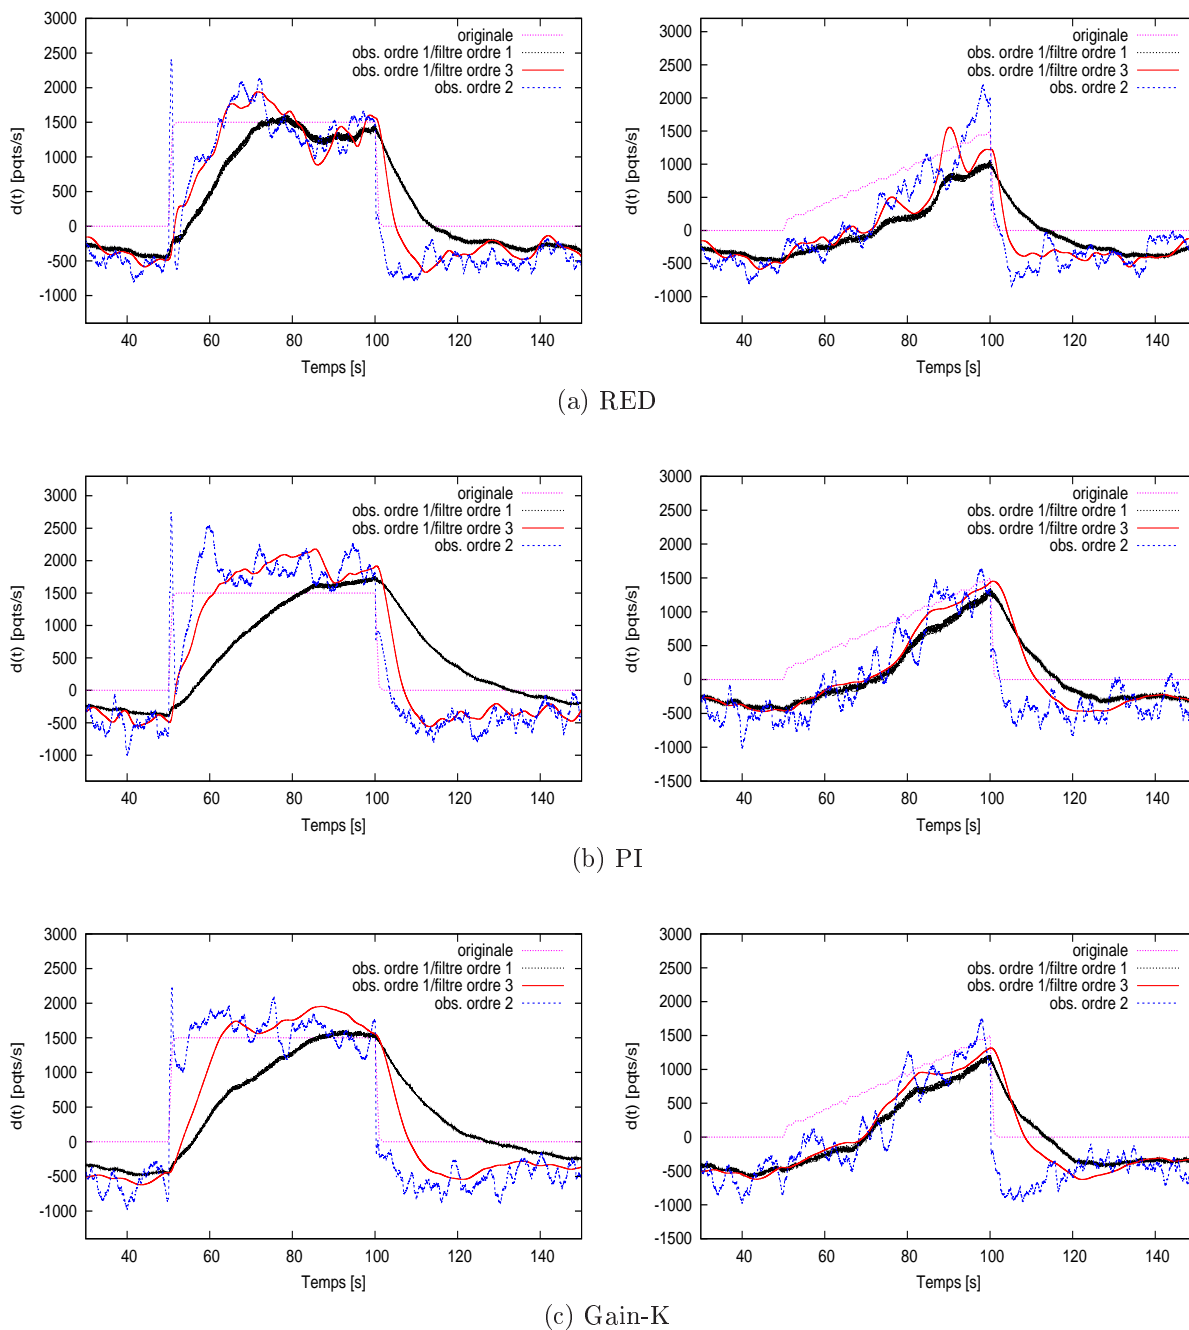 3000
2500
2000
1500
1000
500
0
-500
-1000
d(t) [pqts/s]
originale
obs. ordre 1/filtre ordre 1
obs. ordre 1/filtre ordre 3
obs. ordre 2
40 60 80 100 120 140
Temps [s]
3000
2500
2000
1500
1000
500
0
-500
-1000
d(t) [pqts/s]
originale
obs. ordre 1/filtre ordre 1
obs. ordre 1/filtre ordre 3
obs. ordre 2
40 60 80 100 120 140
Temps [s]
(a) RED
3000
2500
2000
1500
1000
500
0
-500
-1000
d(t) [pqts/s]
originale
obs. ordre 1/filtre ordre 1
obs. ordre 1/filtre ordre 3
obs. ordre 2
40 60 80 100 120 140
Temps [s]
3000
2500
2000
1500
1000
500
0
-500
-1000
-1500
d(t) [pqts/s]
originale
obs. ordre 1/filtre ordre 1
obs. ordre 1/filtre ordre 3
obs. ordre 2
40 60 80 100 120 140
Temps [s]
(b) PI
3000
2500
2000
1500
1000
500
0
-500
-1000
d(t) [pqts/s]
originale
obs. ordre 1/filtre ordre 1
obs. ordre 1/filtre ordre 3
obs. ordre 2
40 60 80 100 120 140
Temps [s]
3000
2500
2000
1500
1000
500
0
-500
-1000
-1500
d(t) [pqts/s]
originale
obs. ordre 1/filtre ordre 1
obs. ordre 1/filtre ordre 3
obs. ordre 2
40 60 80 100 120 140
Temps [s]
(c) Gain-K